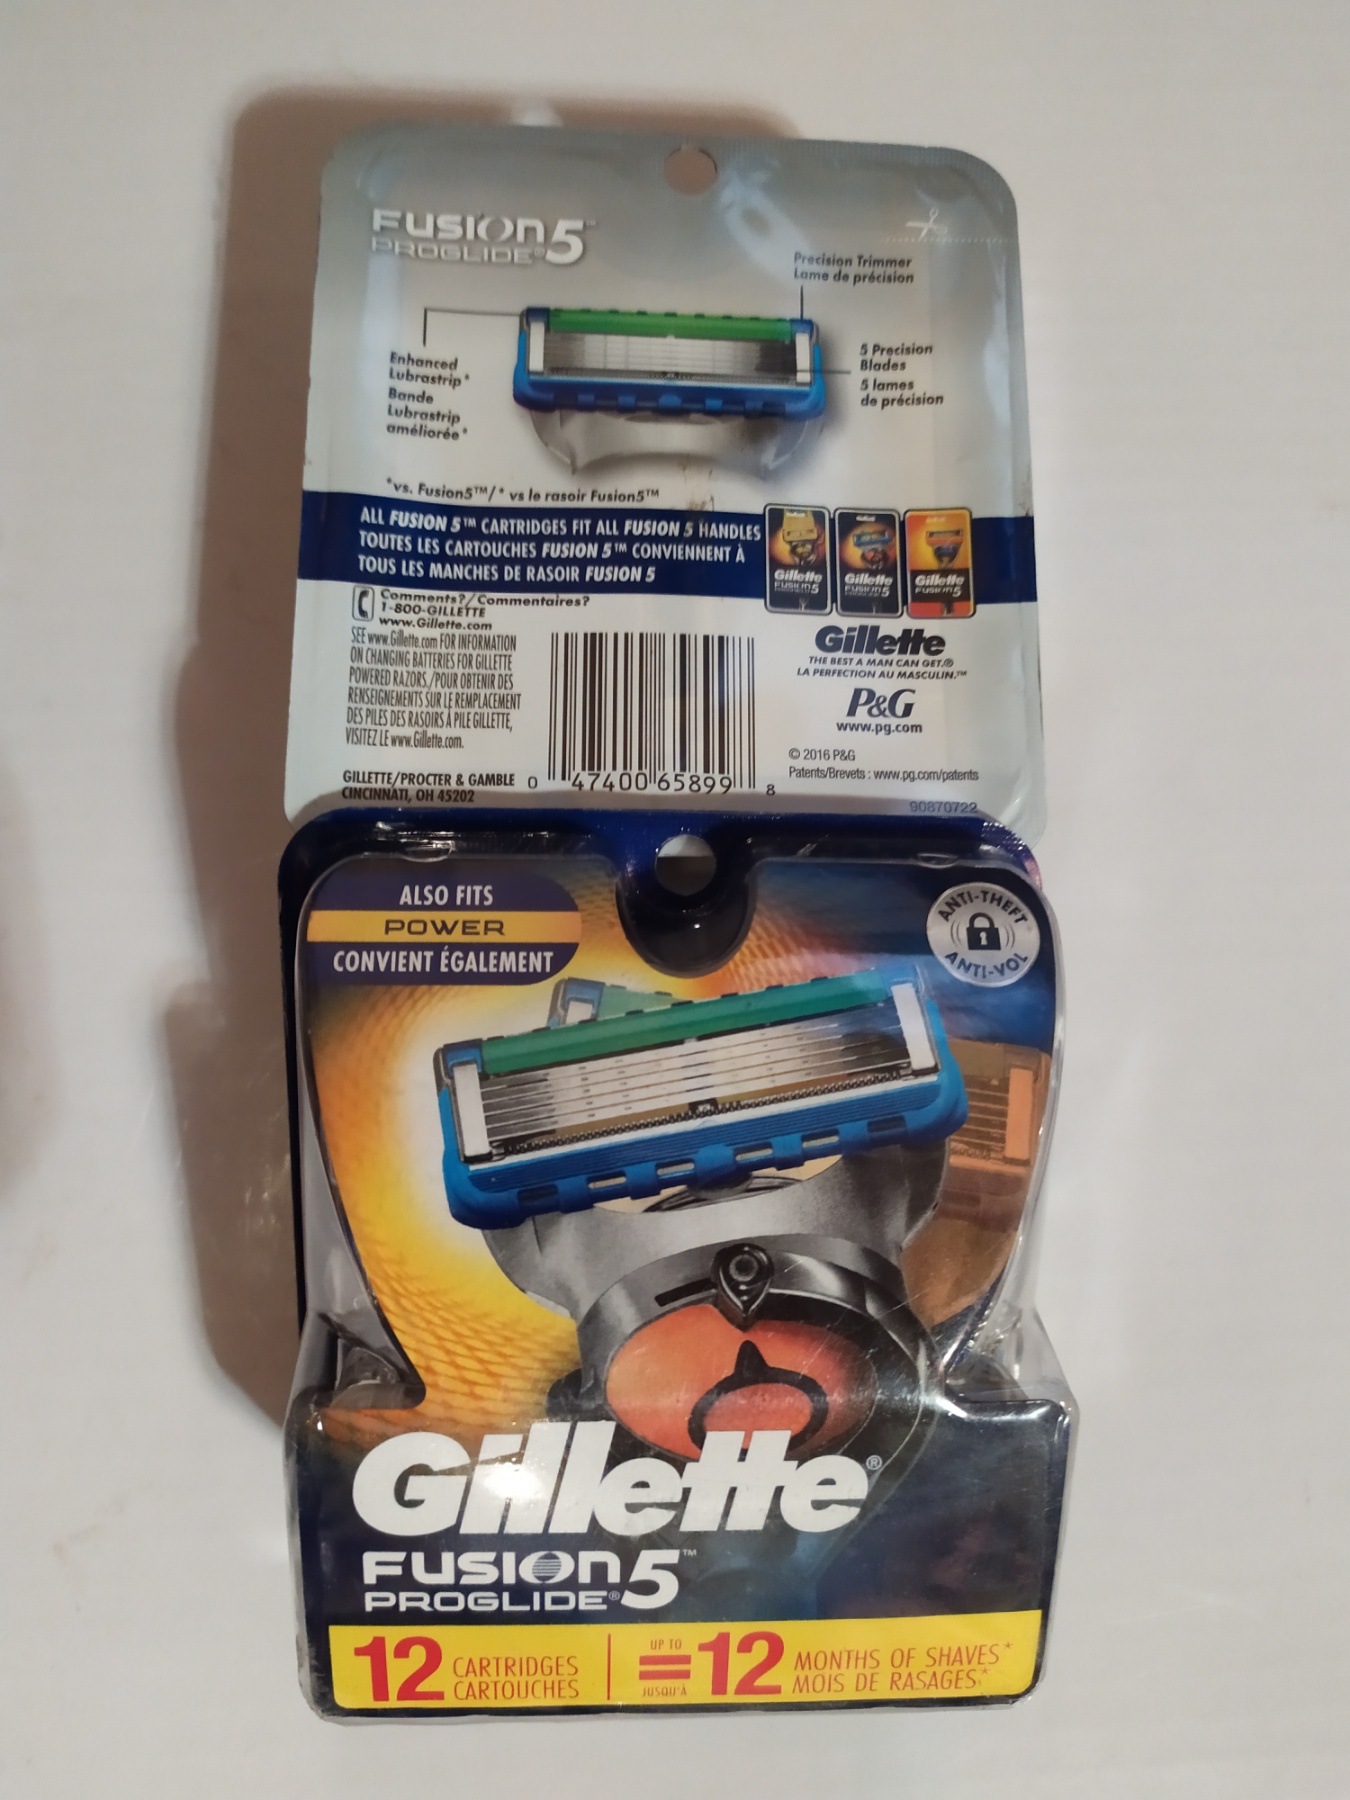 FUSION5™
PROGLIDE®
Precision Trimmer
Lame de précision
Enhanced
Lubrastrip*
Bande
Lubrastrip
améliorée*
5 Precision
Blades
5 lames
de précision
*vs. Fusion5™/* vs le rasoir Fusion5™
ALL FUSION 5™ CARTRIDGES FIT ALL FUSION 5 HANDLES
TOUTES LES CARTOUCHES FUSION 5™ CONVIENNENT À
TOUS LES MANCHES DE RASOIR FUSION 5
Gillette
FUSION5
Gillette
FUSION5
Gillette
FUSION5
Comments?/Commentaires?
1-800-GILLETTE
www.Gillette.com
SEE www.Gillette.com FOR INFORMATION
ON CHANGING BATTERIES FOR GILLETTE
POWERED RAZORS./POUR OBTENIR DES
RENSEIGNEMENTS SUR LE REMPLACEMENT
DES PILES DES RASOIRS À PILE GILLETTE,
VISITEZ LE www.Gillette.com.
GILLETTE/PROCTER & GAMBLE
CINCINNATI, OH 45202
0 47400 65899 8
Gillette
THE BEST A MAN CAN GET.®
LA PERFECTION AU MASCULIN.™
P&G
www.pg.com
© 2016 P&G
Patents/Brevets : www.pg.com/patents
90870722
ALSO FITS
POWER
CONVIENT ÉGALEMENT
ANTI-THEFT
ANTI-VOL
Gillette®
FUSION5™
PROGLIDE®
12 CARTRIDGES
CARTOUCHES
UP TO
JUSQU'À
= 12 MONTHS OF SHAVES*
MOIS DE RASAGES*